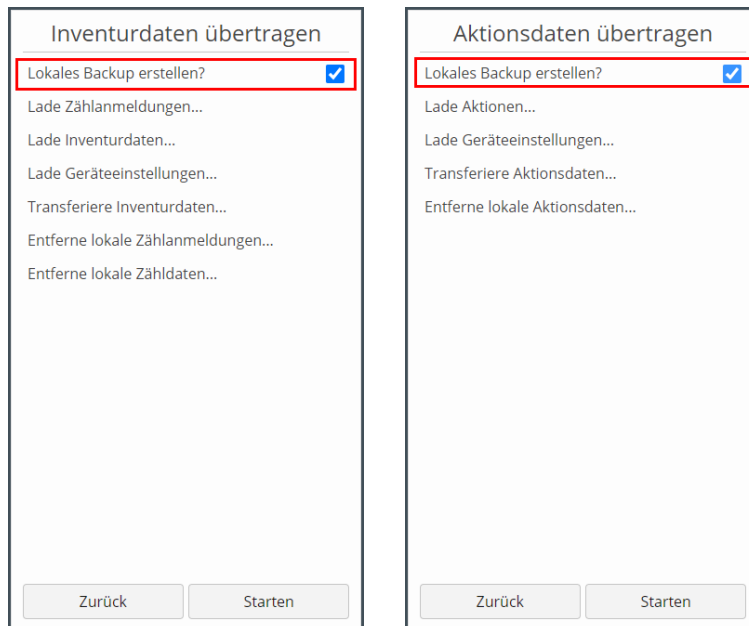 Inventurdaten übertragen
Lokales Backup erstellen?
Lade Zählanmeldungen...
Lade Inventurdaten...
Lade Geräteeinstellungen...
Transferiere Inventurdaten...
Entferne lokale Zählanmeldungen...
Entferne lokale Zähldaten...
Zurück
Starten
Aktionsdaten übertragen
Lokales Backup erstellen?
Lade Aktionen...
Lade Geräteeinstellungen...
Transferiere Aktionsdaten...
Entferne lokale Aktionsdaten...
Zurück
Starten